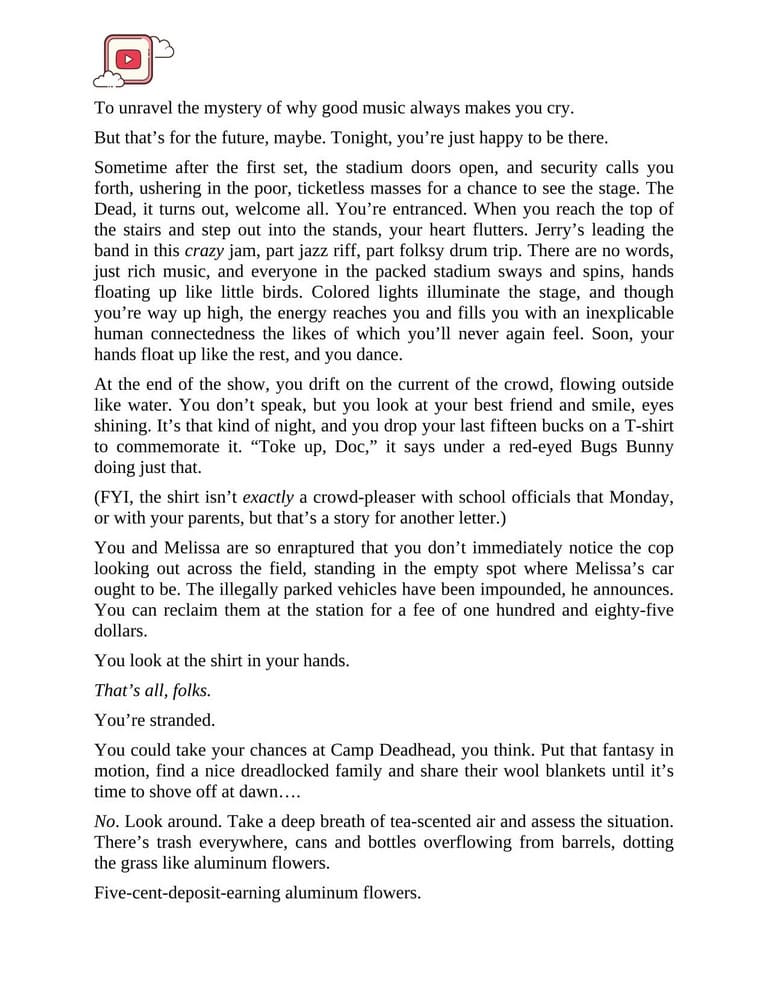 To unravel the mystery of why good music always makes you cry.
But that’s for the future, maybe. Tonight, you’re just happy to be there.
Sometime after the first set, the stadium doors open, and security calls you
forth, ushering in the poor, ticketless masses for a chance to see the stage. The
Dead, it turns out, welcome all. You’re entranced. When you reach the top of
the stairs and step out into the stands, your heart flutters. Jerry’s leading the
band in this crazy jam, part jazz riff, part folksy drum trip. There are no words,
just rich music, and everyone in the packed stadium sways and spins, hands
floating up like little birds. Colored lights illuminate the stage, and though
you’re way up high, the energy reaches you and fills you with an inexplicable
human connectedness the likes of which you’ll never again feel. Soon, your
hands float up like the rest, and you dance.
At the end of the show, you drift on the current of the crowd, flowing outside
like water. You don’t speak, but you look at your best friend and smile, eyes
shining. It’s that kind of night, and you drop your last fifteen bucks on a T-shirt
to commemorate it. “Toke up, Doc,” it says under a red-eyed Bugs Bunny
doing just that.
(FYI, the shirt isn’t exactly a crowd-pleaser with school officials that Monday,
or with your parents, but that’s a story for another letter.)
You and Melissa are so enraptured that you don’t immediately notice the cop
looking out across the field, standing in the empty spot where Melissa’s car
ought to be. The illegally parked vehicles have been impounded, he announces.
You can reclaim them at the station for a fee of one hundred and eighty-five
dollars.
You look at the shirt in your hands.
That’s all, folks.
You’re stranded.
You could take your chances at Camp Deadhead, you think. Put that fantasy in
motion, find a nice dreadlocked family and share their wool blankets until it’s
time to shove off at dawn….
No. Look around. Take a deep breath of tea-scented air and assess the situation.
There’s trash everywhere, cans and bottles overflowing from barrels, dotting
the grass like aluminum flowers.
Five-cent-deposit-earning aluminum flowers.